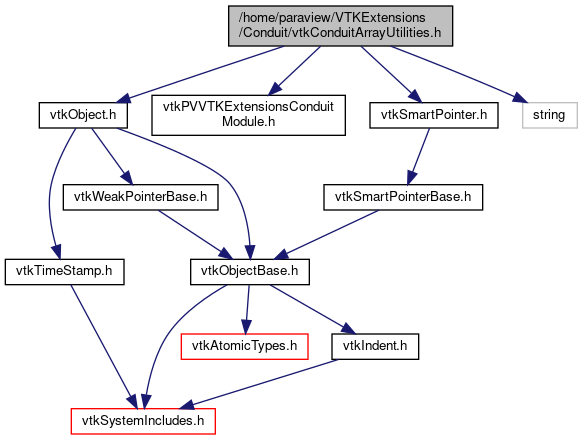 /home/paraview/VTKExtensions
/Conduit/vtkConduitArrayUtilities.h
vtkObject.h
vtkPVVTKExtensionsConduit
Module.h
vtkSmartPointer.h
string
vtkWeakPointerBase.h
vtkSmartPointerBase.h
vtkTimeStamp.h
vtkObjectBase.h
vtkAtomicTypes.h
vtkIndent.h
vtkSystemIncludes.h